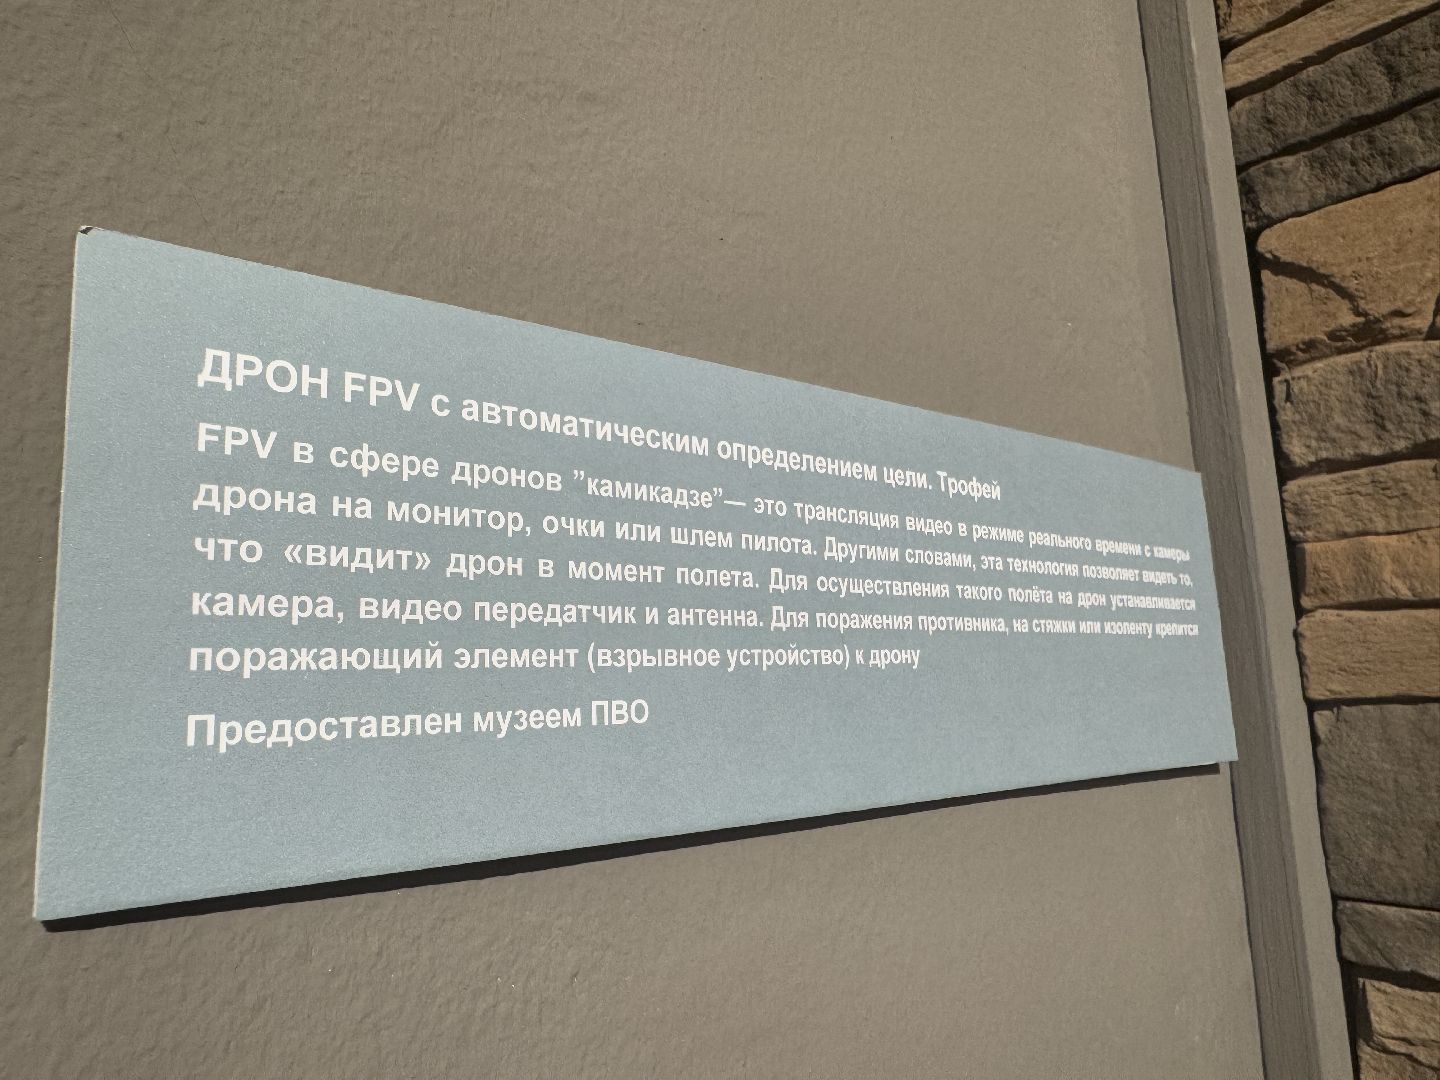 ДРОН FPV с автоматическим определением цели. Трофей
FPV в сфере дронов ”камикадзе”— это трансляция видео в режиме реального времени с камеры
дрона на монитор, очки или шлем пилота. Другими словами, эта технология позволяет видеть то,
что «видит» дрон в момент полета. Для осуществления такого полёта на дрон устанавливается
камера, видео передатчик и антенна. Для поражения противника, на стяжки или изоленту крепится
поражающий элемент (взрывное устройство) к дрону
Предоставлен музеем ПВО